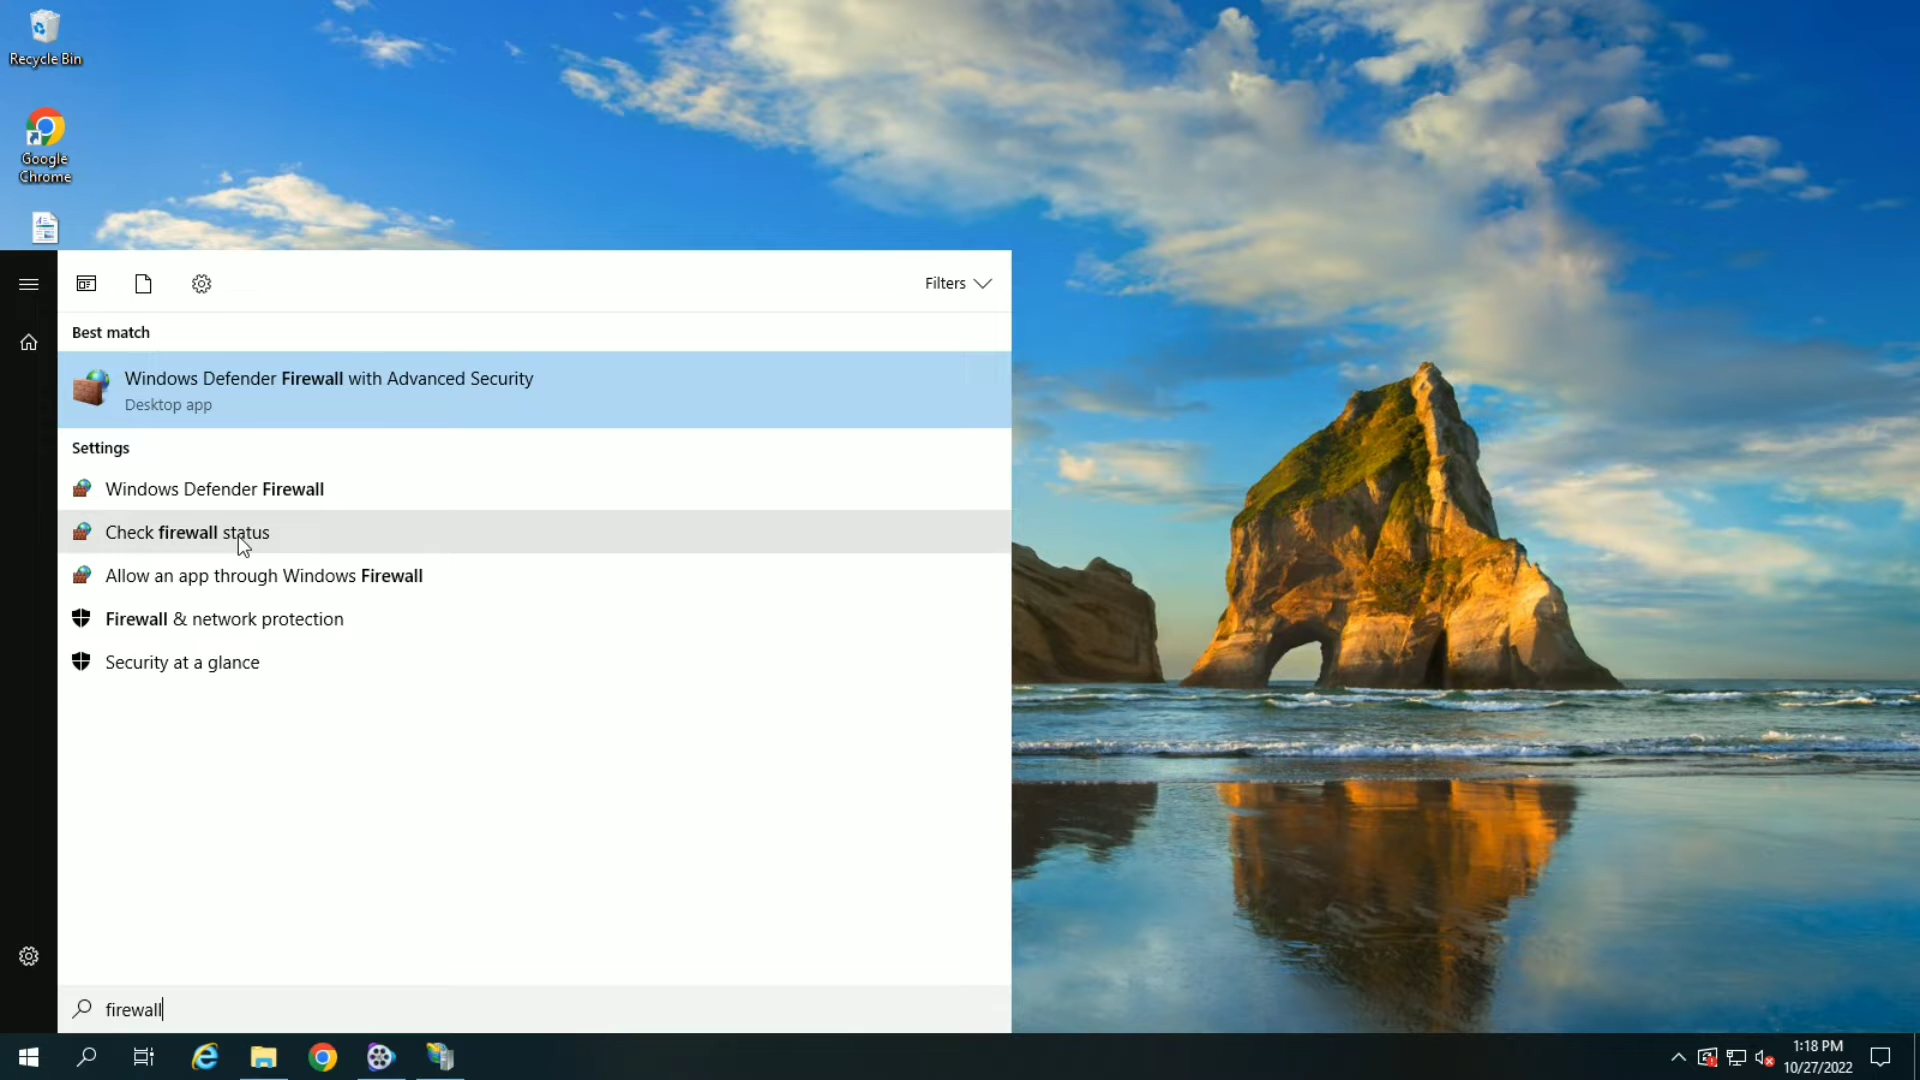 Recycle Bin
Google
Chrome
Filters
Best match
Windows Defender Firewall with Advanced Security
Desktop app
Settings
Windows Defender Firewall
Check firewall status
Allow an app through Windows Firewall
Firewall & network protection
Security at a glance
firewall
1:18 PM
10/27/2022